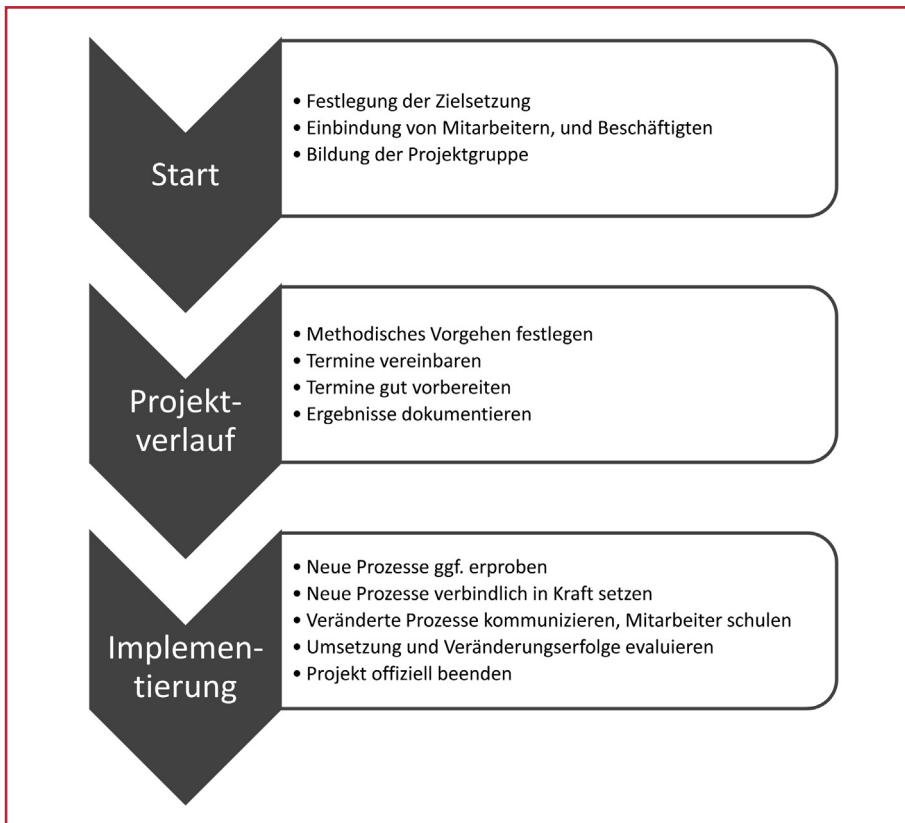 Start
• Festlegung der Zielsetzung
• Einbindung von Mitarbeitern, und Beschäftigten
• Bildung der Projektgruppe
Projekt-
verlauf
• Methodisches Vorgehen festlegen
• Termine vereinbaren
• Termine gut vorbereiten
• Ergebnisse dokumentieren
Implemen-
tierung
• Neue Prozesse ggf. erproben
• Neue Prozesse verbindlich in Kraft setzen
• Veränderte Prozesse kommunizieren, Mitarbeiter schulen
• Umsetzung und Veränderungserfolge evaluieren
• Projekt offiziell beenden